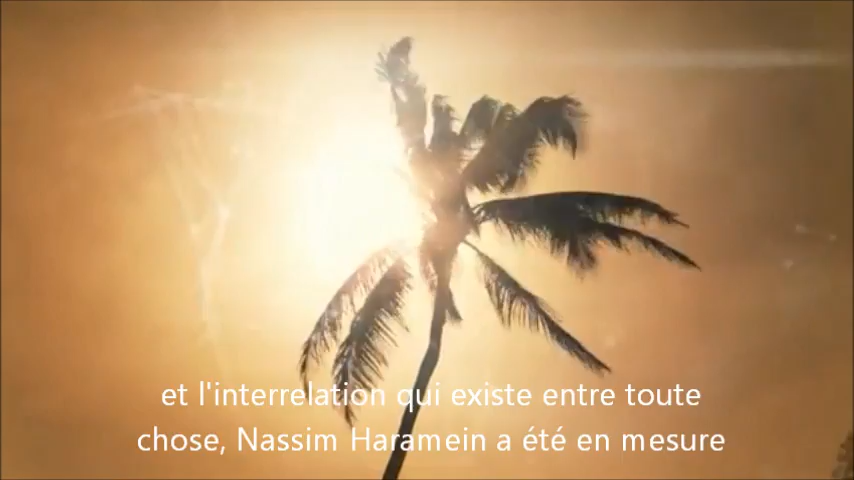 et l'interrelation qui existe entre toute
chose, Nassim Haramein a été en mesure